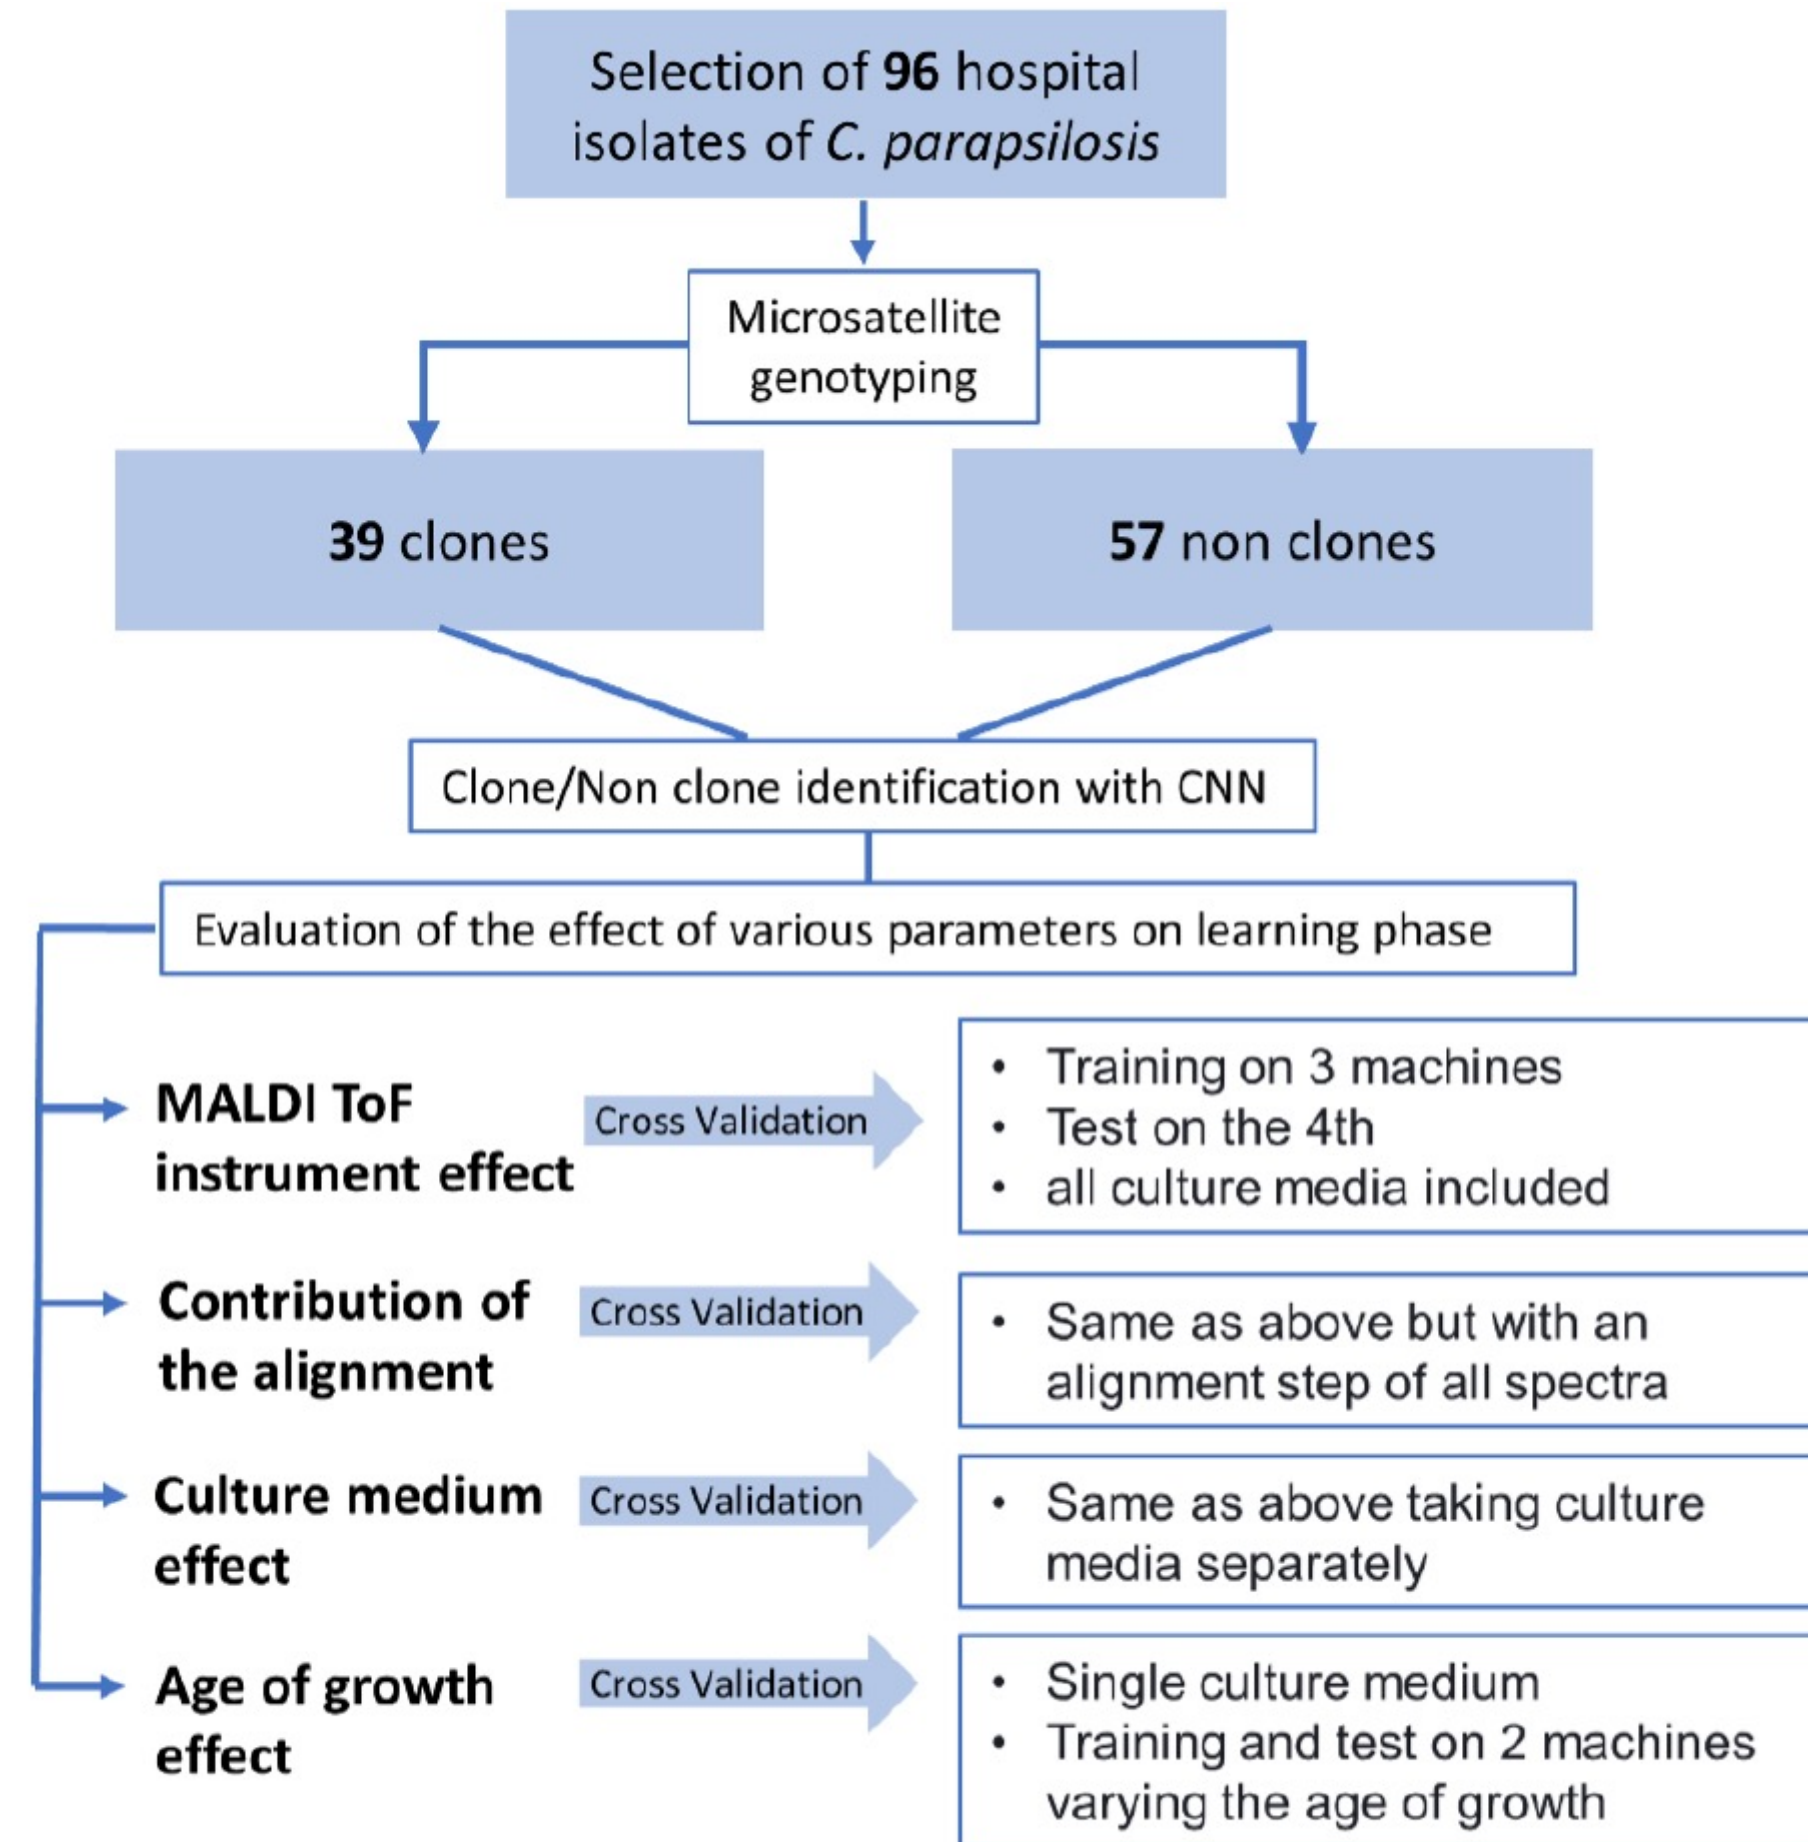 Selection of 96 hospital
isolates of C. parapsilosis
Microsatellite
genotyping
39 clones
57 non clones
Clone/Non clone identification with CNN
Evaluation of the effect of various parameters on learning phase
MALDI ToF
instrument effect
Cross Validation
• Training on 3 machines
• Test on the 4th
• all culture media included
Contribution of
the alignment
Cross Validation
• Same as above but with an
alignment step of all spectra
Culture medium
effect
Cross Validation
• Same as above taking culture
media separately
Age of growth
effect
Cross Validation
• Single culture medium
• Training and test on 2 machines
varying the age of growth